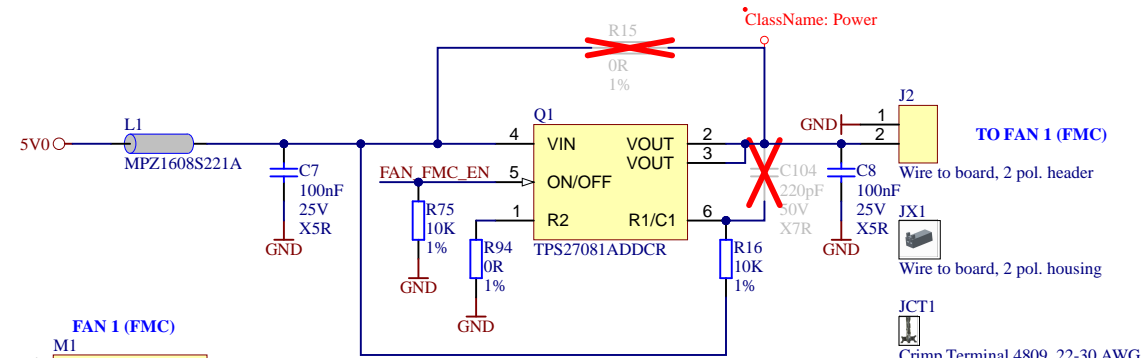 ClassName: Power
R15
0R
1%
5V0
L1
MPZ1608S221A
C7
100nF
25V
X5R
GND
FAN_FMC_EN
R75
10K
1%
GND
R94
0R
1%
GND
Q1
4
VIN
5
ON/OFF
1
R2
VOUT
2
VOUT
3
R1/C1
6
TPS27081ADDCR
R16
10K
1%
C104
220pF
50V
X7R
C8
100nF
25V
X5R
GND
J2
GND
1
2
TO FAN 1 (FMC)
Wire to board, 2 pol. header
JX1
Wire to board, 2 pol. housing
JCT1
Crimp Terminal 4809, 22-30 AWG
FAN 1 (FMC)
M1